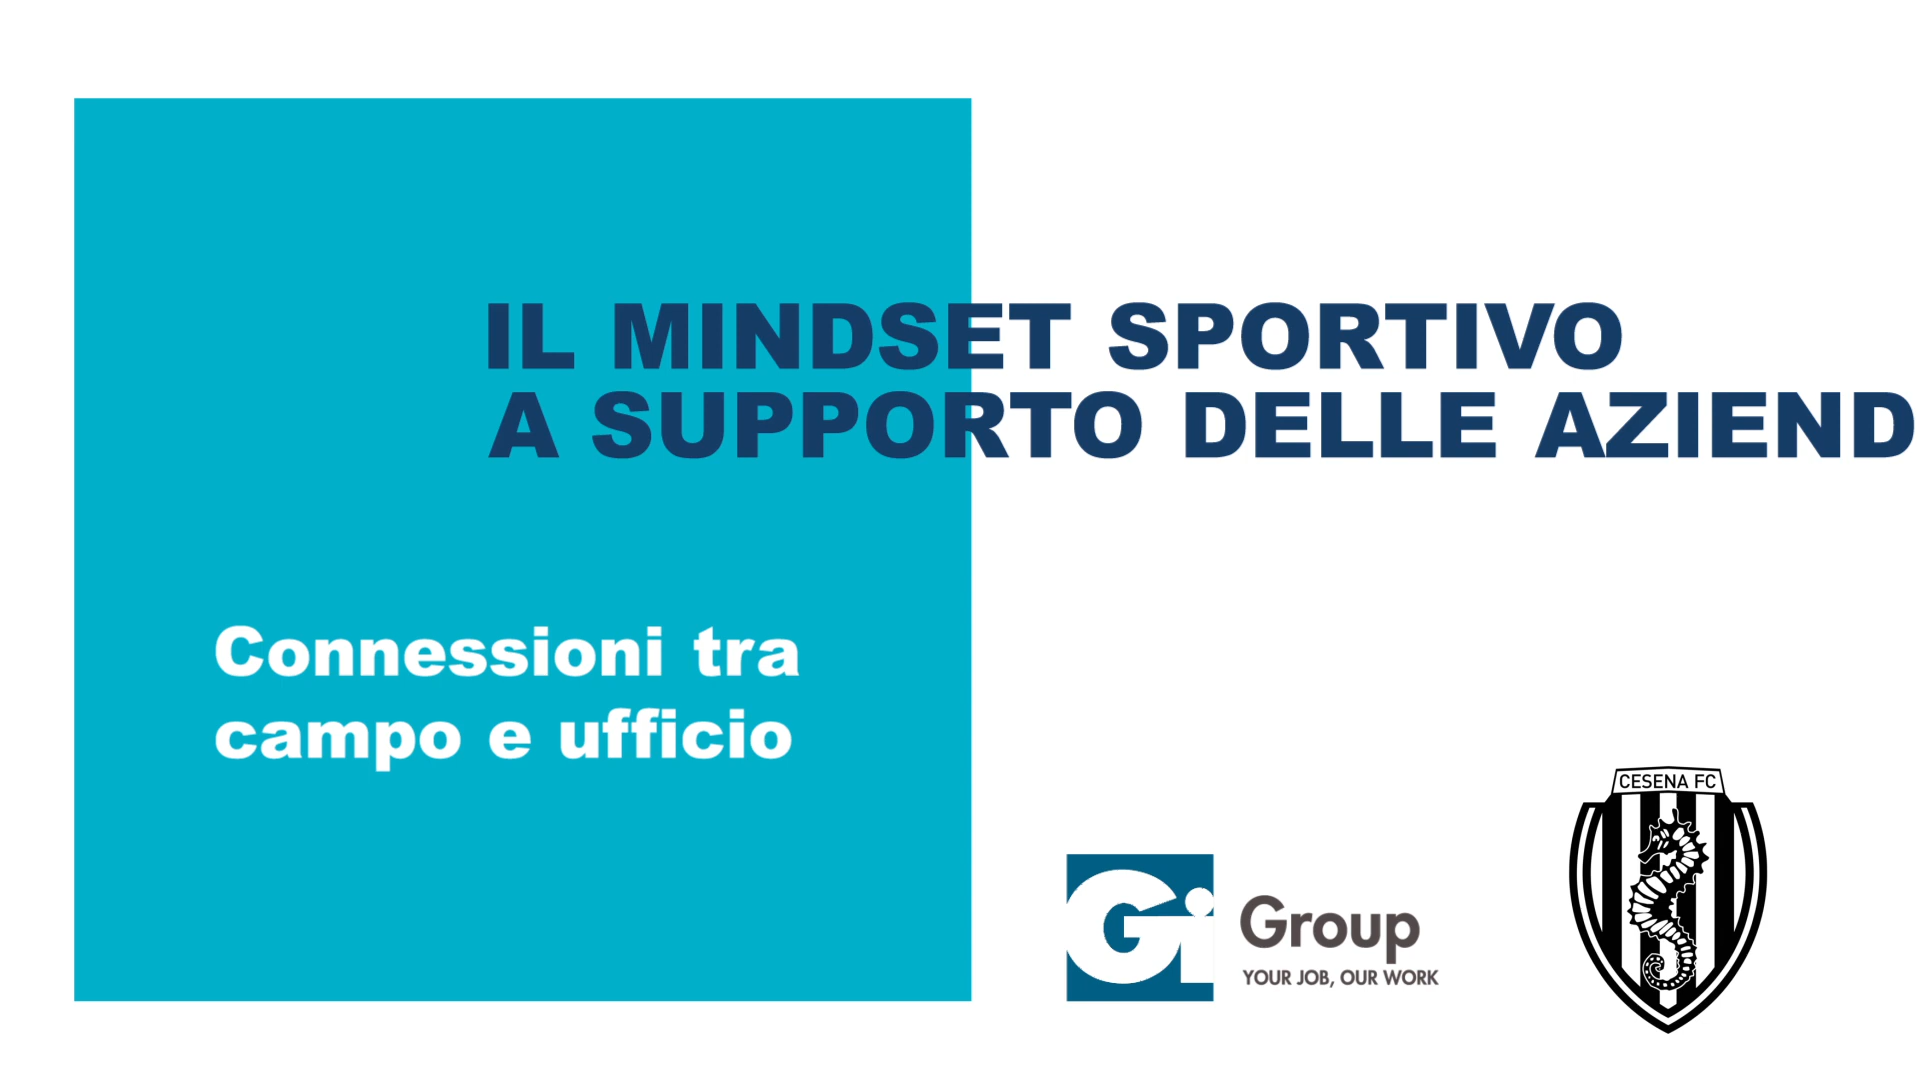 IL MINDSET SPORTIVO
A SUPPORTO DELLE AZIEND
Connessioni tra
campo e ufficio
CESENA FC
Gi Group
YOUR JOB, OUR WORK